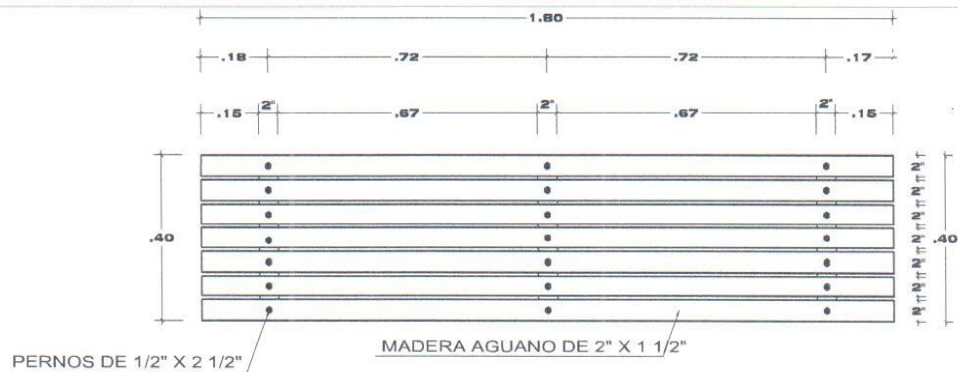 1.80
.18 .72 .72 .17
.15 2" .67 2" .67 2" .15
.40
2"
2"
2"
2"
2"
2"
2"
.40
PERNOS DE 1/2" X 2 1/2"
MADERA AGUANO DE 2" X 1 1/2"